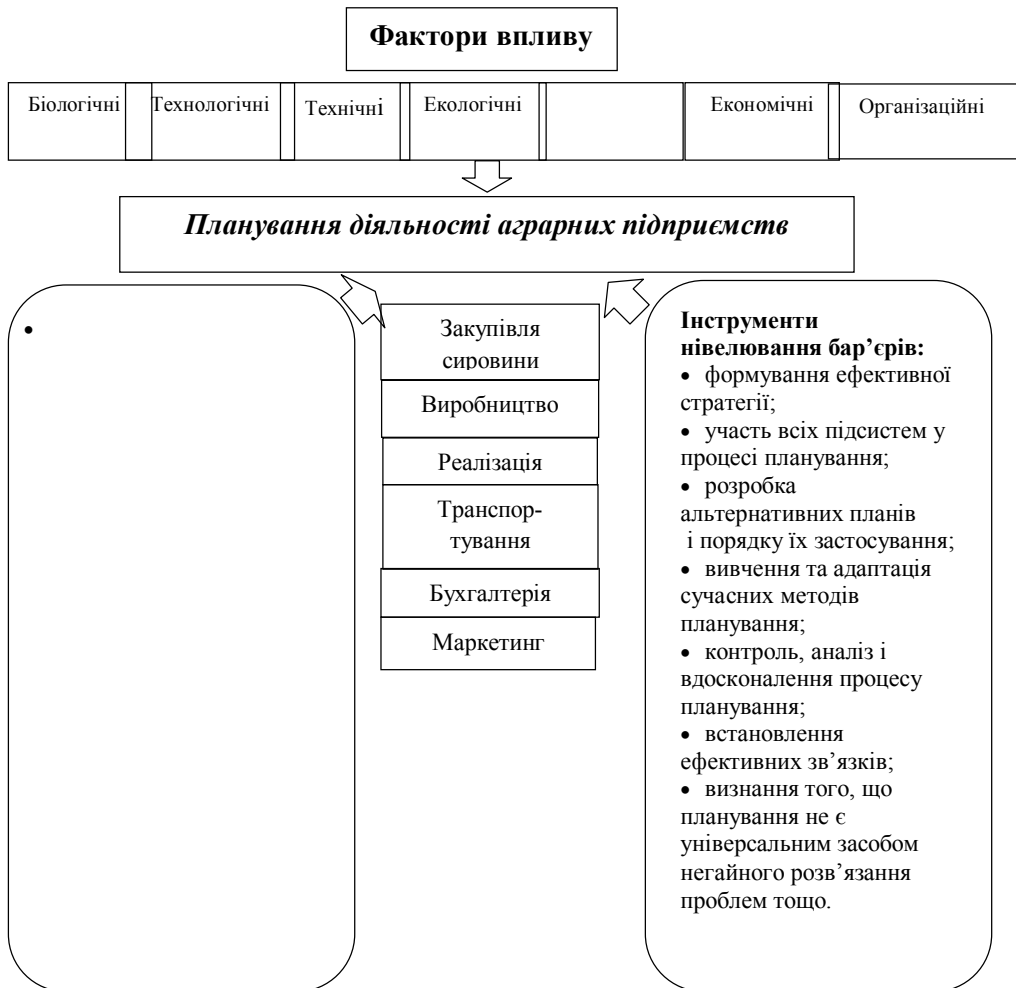 Фактори впливу
Біологічні
Технологічні
Технічні
Екологічні
Економічні
Організаційні
Планування діяльності аграрних підприємств
•
Закупівля
сировини
Виробництво
Реалізація
Транспор-
тування
Бухгалтерія
Маркетинг
Інструменти
нівелювання бар’єрів:
• формування ефективної
стратегії;
• участь всіх підсистем у
процесі планування;
• розробка
альтернативних планів
і порядку їх застосування;
• вивчення та адаптація
сучасних методів
планування;
• контроль, аналіз і
вдосконалення процесу
планування;
• встановлення
ефективних зв’язків;
• визнання того, що
планування не є
універсальним засобом
негайного розв’язання
проблем тощо.